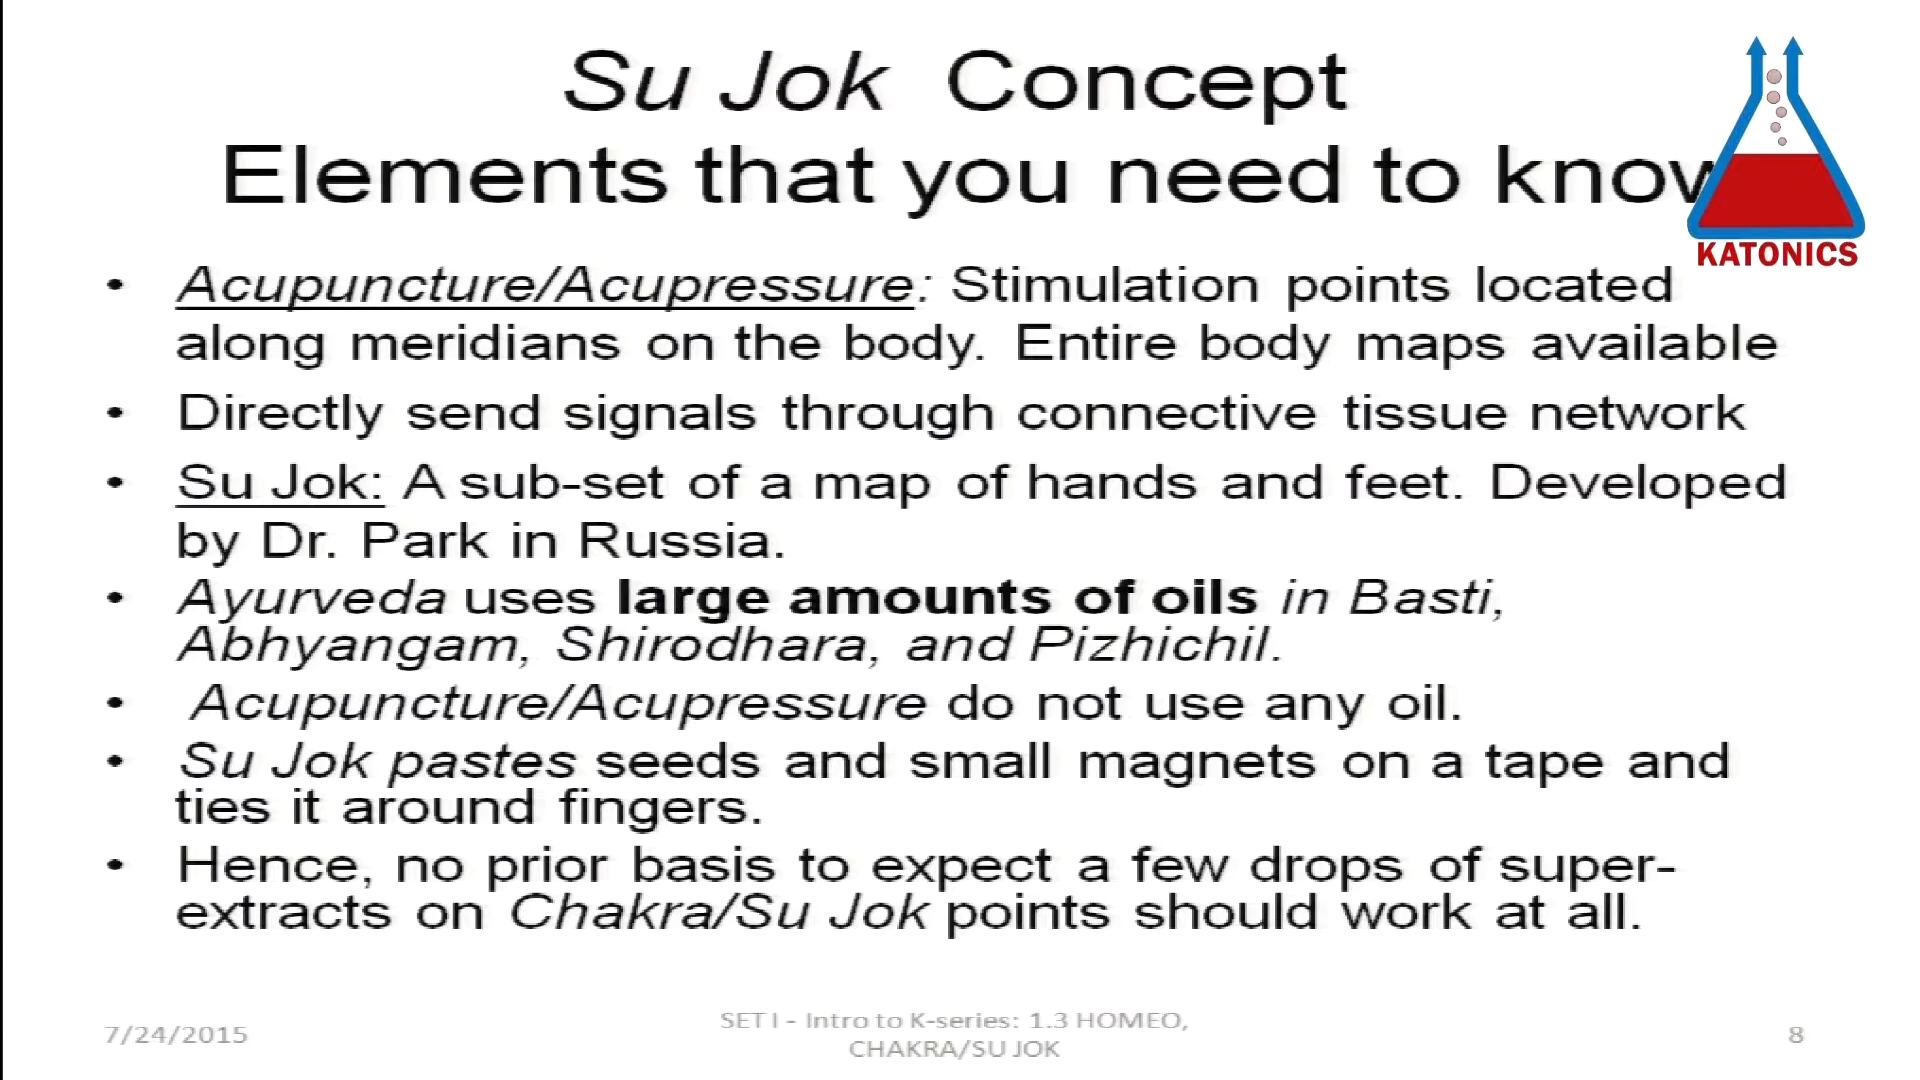 Su Jok Concept
Elements that you need to know
KATONICS
• Acupuncture/Acupressure: Stimulation points located
along meridians on the body. Entire body maps available
• Directly send signals through connective tissue network
• Su Jok: A sub-set of a map of hands and feet. Developed
by Dr. Park in Russia.
• Ayurveda uses large amounts of oils in Basti,
Abhyangam, Shirodhara, and Pizhichil.
• Acupuncture/Acupressure do not use any oil.
• Su Jok pastes seeds and small magnets on a tape and
ties it around fingers.
• Hence, no prior basis to expect a few drops of super-
extracts on Chakra/Su Jok points should work at all.
7/24/2015
SET I - Intro to K-series: 1.3 HOMEO,
CHAKRA/SU JOK
8